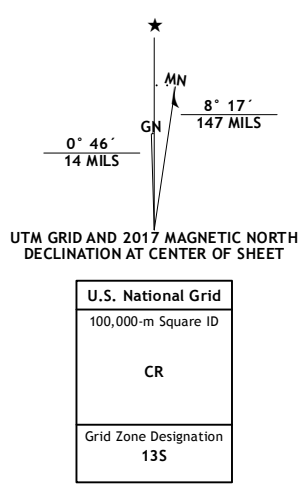 ★
MN
GN
8° 17´
147 MILS
0° 46´
14 MILS
UTM GRID AND 2017 MAGNETIC NORTH
DECLINATION AT CENTER OF SHEET
U.S. National Grid
100,000-m Square ID
CR
Grid Zone Designation
13S